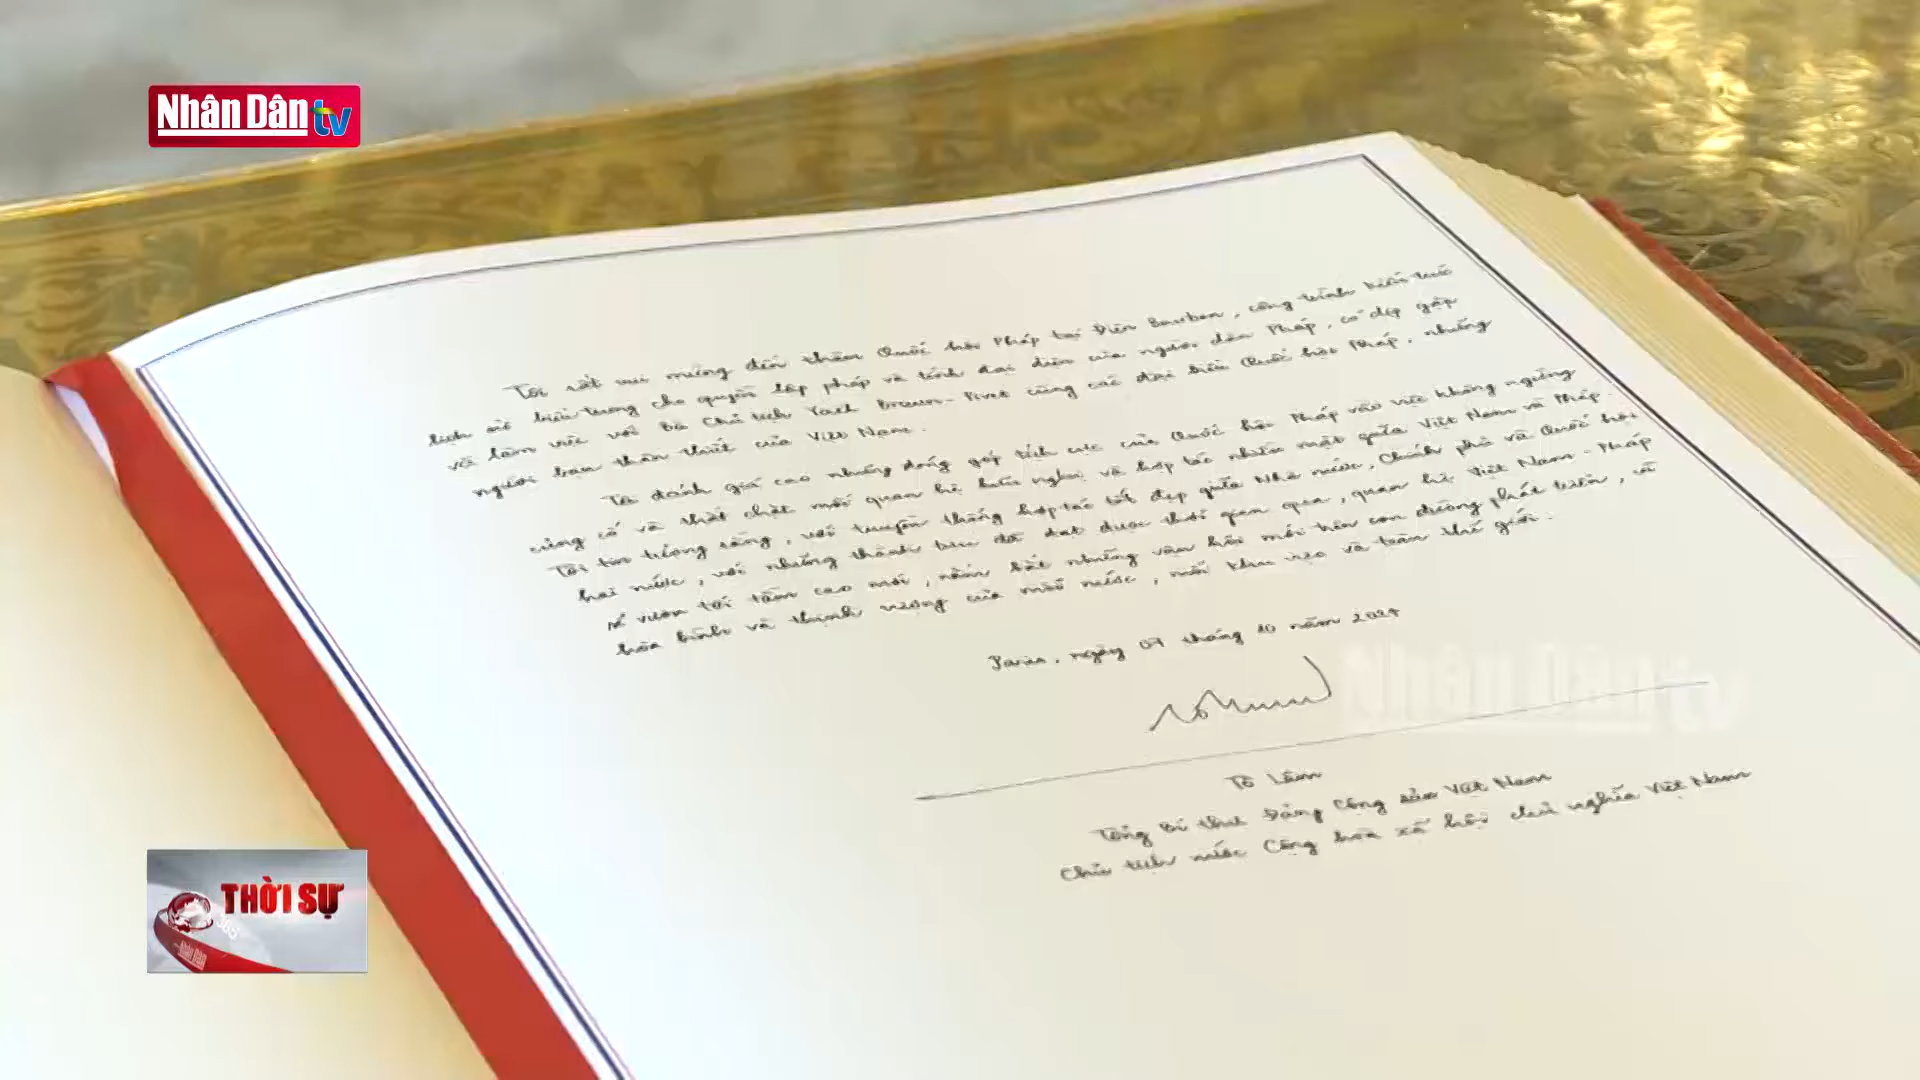 Nhân Dân tv
Tôi rất vui mừng đến thăm Quốc hội Pháp tại Điện Bourbon, công trình kiến trúc
lịch sử biểu tượng cho quyền lập pháp và tính đại diện của người dân Pháp, có dịp gặp
và làm việc với Bà Chủ tịch Yaël Braun-Pivet cùng các đại biểu Quốc hội Pháp, những
người bạn thân thiết của Việt Nam.
Tôi đánh giá cao những đóng góp tích cực của Quốc hội Pháp vào việc không ngừng
củng cố và thắt chặt mối quan hệ hữu nghị và hợp tác nhiều mặt giữa Việt Nam và Pháp.
Tôi tin tưởng rằng, với truyền thống hợp tác tốt đẹp giữa Nhà nước, Chính phủ và Quốc hội
hai nước, với những thành tựu đã đạt được thời gian qua, quan hệ Việt Nam - Pháp
sẽ vươn tới tầm cao mới, nắm bắt những vận hội mới trên con đường phát triển, vì
hòa bình và thịnh vượng của mỗi nước, mỗi khu vực và toàn thế giới.
Paris, ngày 07 tháng 10 năm 2024
Nhân Dân tv
Tô Lâm
Tổng Bí thư Đảng Cộng sản Việt Nam
Chủ tịch nước Cộng hòa xã hội chủ nghĩa Việt Nam
THỜI SỰ
365
Nhân Dân